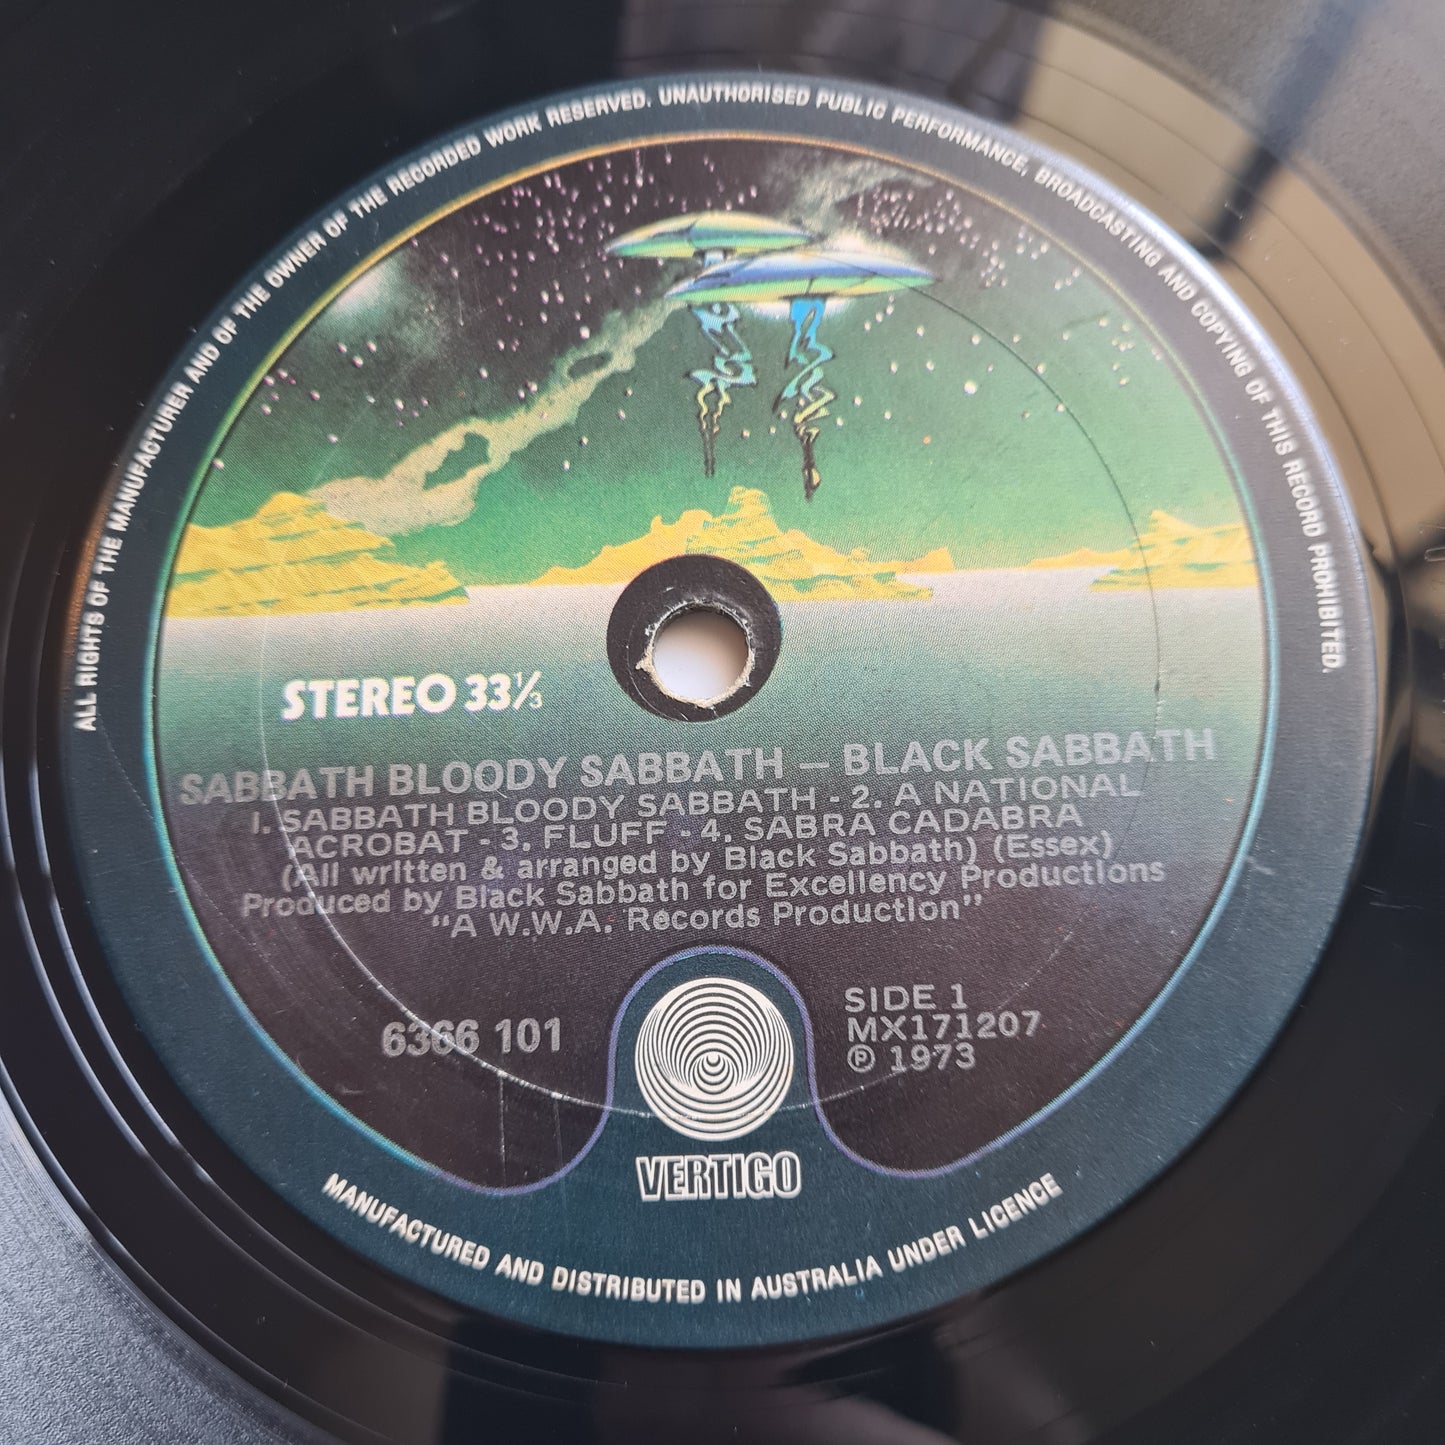 ALL RIGHTS OF THE MANUFACTURER AND OF THE OWNER OF THE RECORDED WORK RESERVED. UNAUTHORISED PUBLIC PERFORMANCE, BROADCASTING AND COPYING OF THIS RECORD PROHIBITED.
STEREO 33⅓
SABBATH BLOODY SABBATH – BLACK SABBATH
1. SABBATH BLOODY SABBATH - 2. A NATIONAL
ACROBAT - 3. FLUFF - 4. SABRA CADABRA
(All written & arranged by Black Sabbath) (Essex)
Produced by Black Sabbath for Excellency Productions
"A W.W.A. Records Production"
6366 101
SIDE 1
MX171207
℗ 1973
VERTIGO
MANUFACTURED AND DISTRIBUTED IN AUSTRALIA UNDER LICENCE